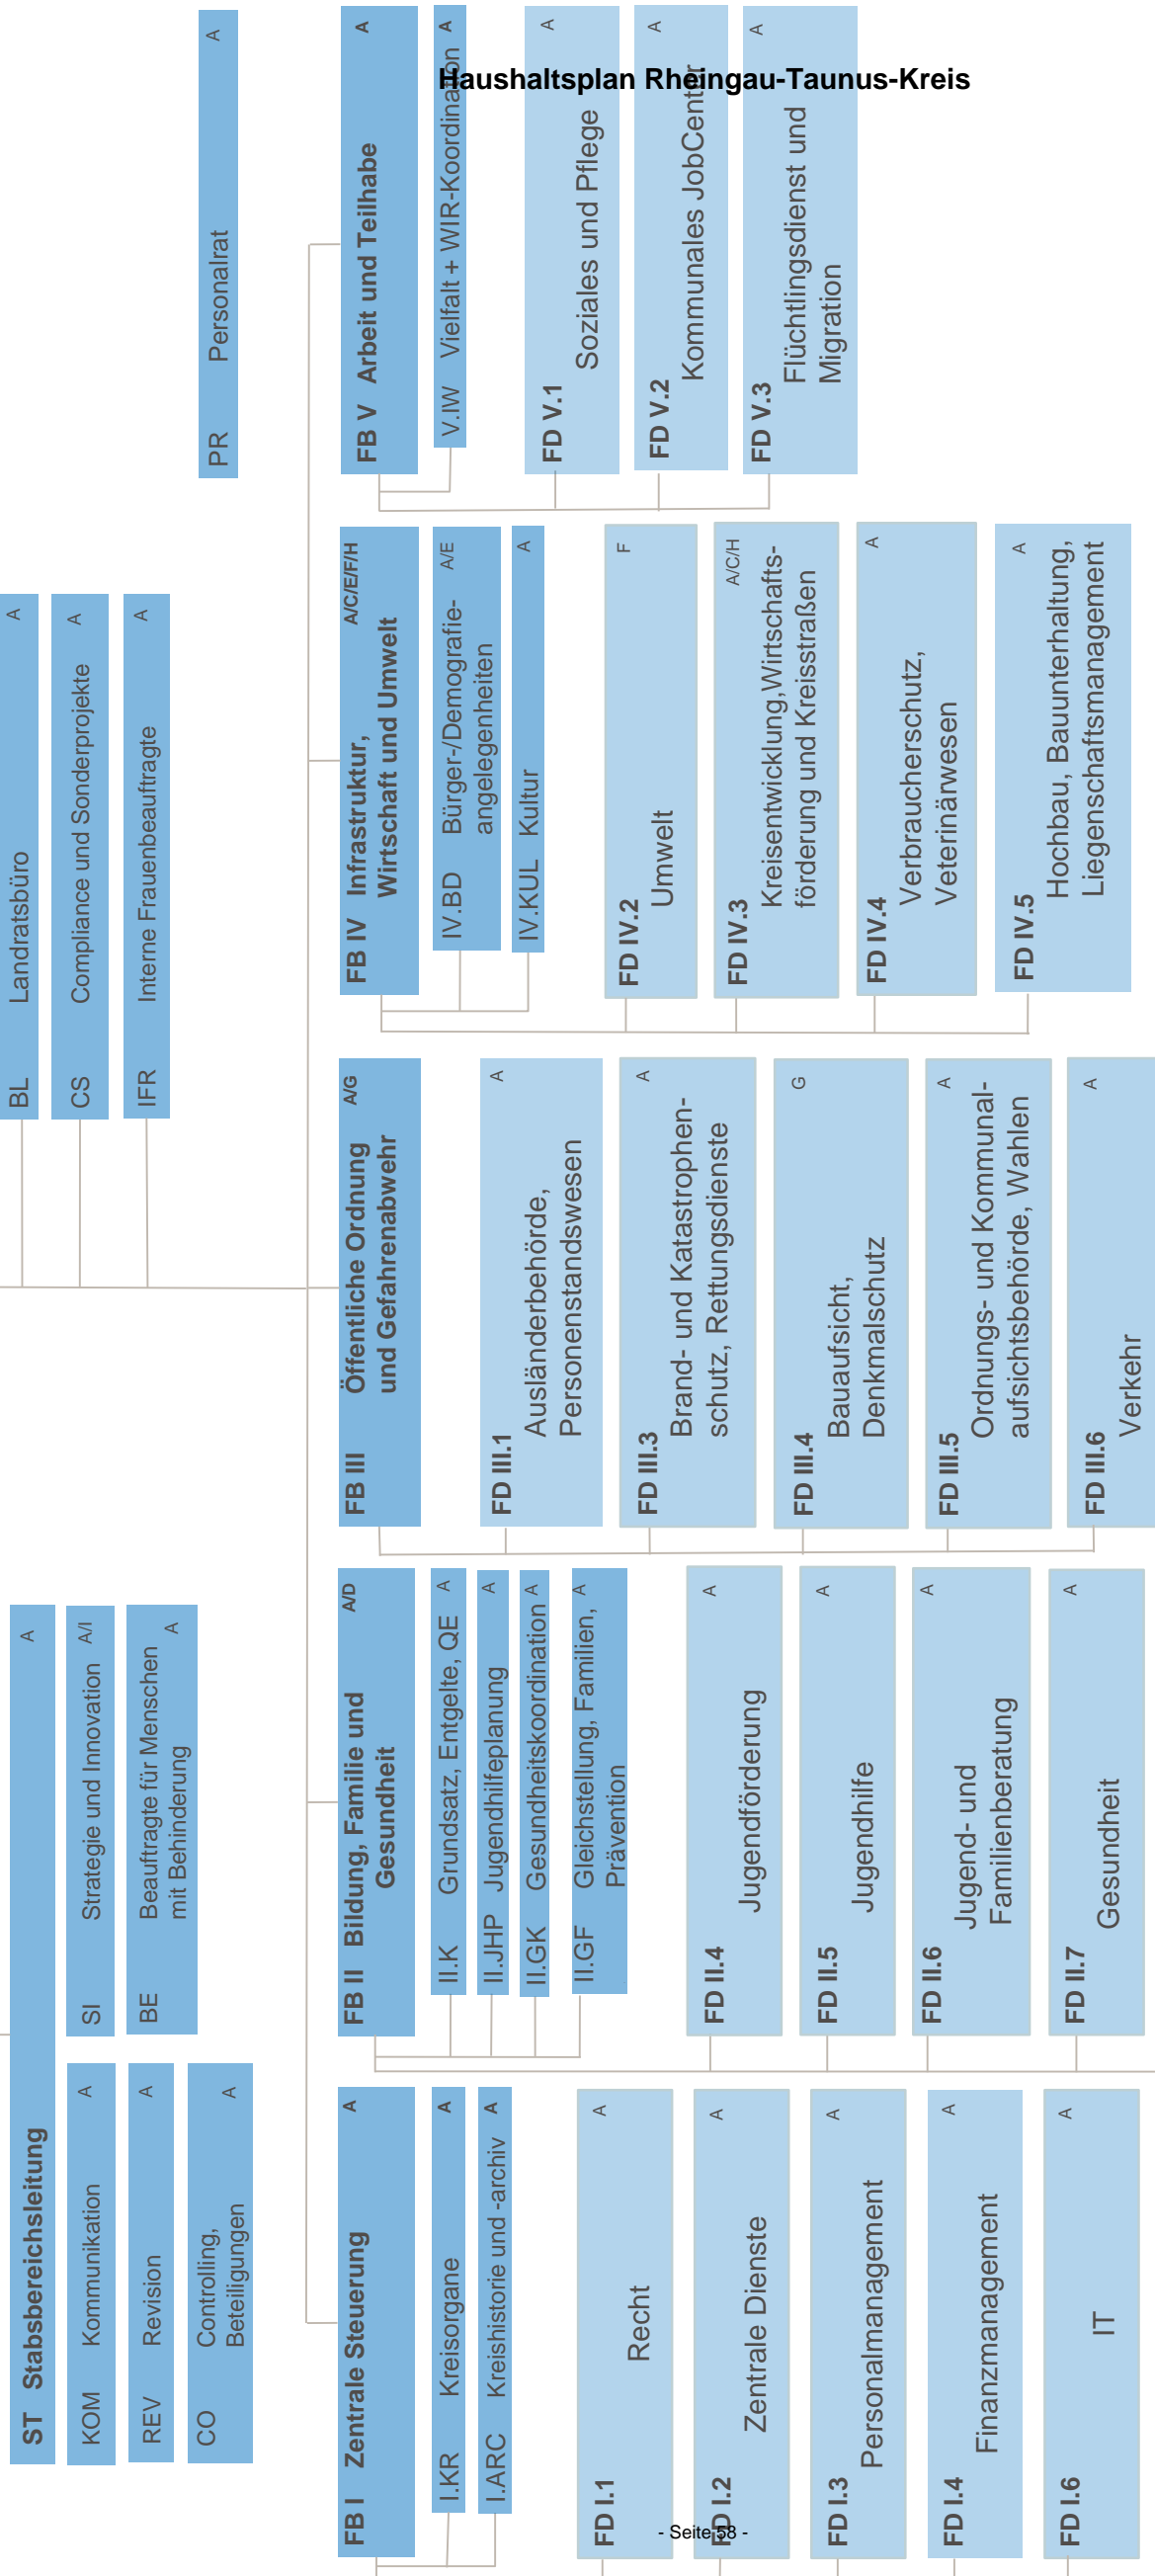 Haushaltsplan Rheingau-Taunus-Kreis
ST Stabsbereichsleitung A
KOM Kommunikation A
REV Revision A
CO Controlling, A
Beteiligungen
SI Strategie und Innovation A/I
BE Beauftragte für Menschen
mit Behinderung A
BL Landratsbüro A
CS Compliance und Sonderprojekte A
IFR Interne Frauenbeauftragte A
PR Personalrat A
FB I Zentrale Steuerung A
I.KR Kreisorgane A
I.ARC Kreishistorie und -archiv A
FD I.1 A
Recht
FD I.2 A
Zentrale Dienste
FD I.3 A
Personalmanagement
FD I.4 A
Finanzmanagement
FD I.6 A
IT
FB II Bildung, Familie und A/D
Gesundheit
II.K Grundsatz, Entgelte, QE A
II.JHP Jugendhilfeplanung A
II.GK Gesundheitskoordination A
II.GF Gleichstellung, Familien, A
Prävention
FD II.4 A
Jugendförderung
FD II.5 A
Jugendhilfe
FD II.6 A
Jugend- und
Familienberatung
FD II.7 A
Gesundheit
FB III Öffentliche Ordnung A/G
und Gefahrenabwehr
FD III.1 A
Ausländerbehörde,
Personenstandswesen
FD III.3 A
Brand- und Katastrophen-
schutz, Rettungsdienste
FD III.4 G
Bauaufsicht,
Denkmalschutz
FD III.5 A
Ordnungs- und Kommunal-
aufsichtsbehörde, Wahlen
FD III.6 A
Verkehr
FB IV Infrastruktur, A/C/E/F/H
Wirtschaft und Umwelt
IV.BD Bürger-/Demografie- A/E
angelegenheiten
IV.KUL Kultur A
FD IV.2 F
Umwelt
FD IV.3 A/C/H
Kreisentwicklung,Wirtschafts-
förderung und Kreisstraßen
FD IV.4 A
Verbraucherschutz,
Veterinärwesen
FD IV.5 A
Hochbau, Bauunterhaltung,
Liegenschaftsmanagement
FB V Arbeit und Teilhabe A
V.IW Vielfalt + WIR-Koordination A
FD V.1 A
Soziales und Pflege
FD V.2 A
Kommunales JobCenter
FD V.3 A
Flüchtlingsdienst und
Migration
- Seite 58 -